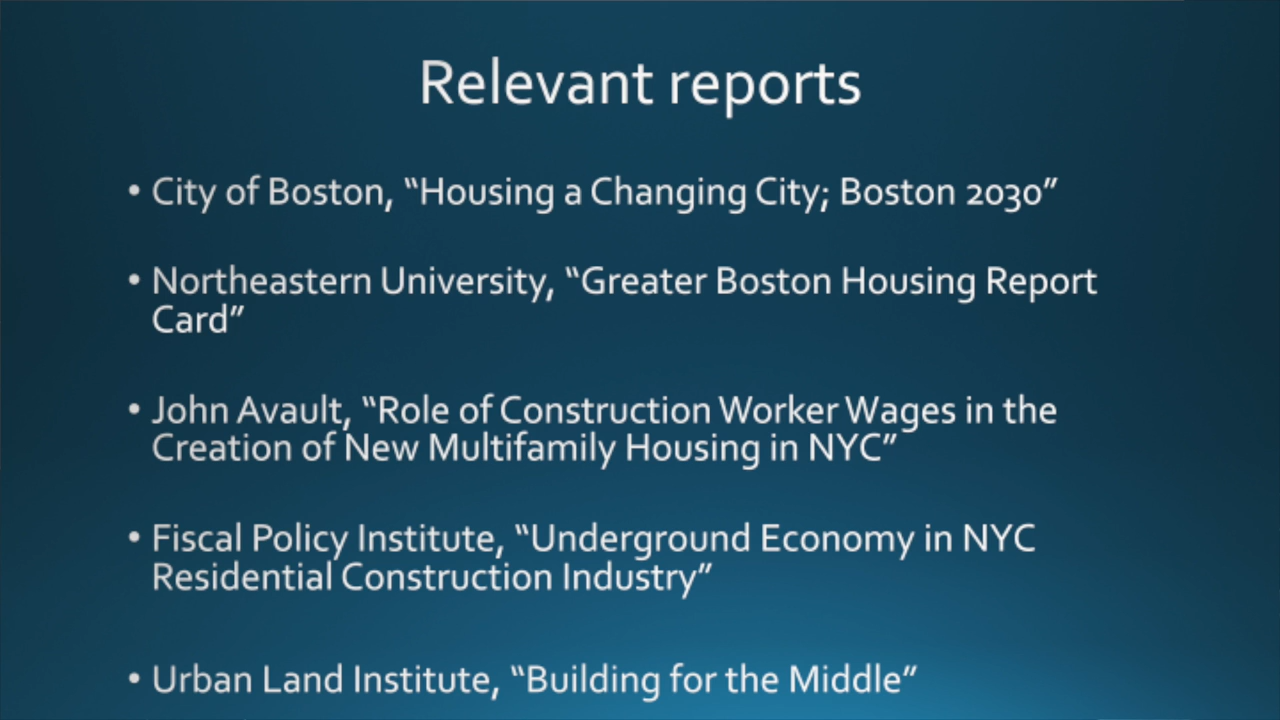 Relevant reports
• City of Boston, “Housing a Changing City; Boston 2030”
• Northeastern University, “Greater Boston Housing Report
Card”
• John Avault, “Role of Construction Worker Wages in the
Creation of New Multifamily Housing in NYC”
• Fiscal Policy Institute, “Underground Economy in NYC
Residential Construction Industry”
• Urban Land Institute, “Building for the Middle”